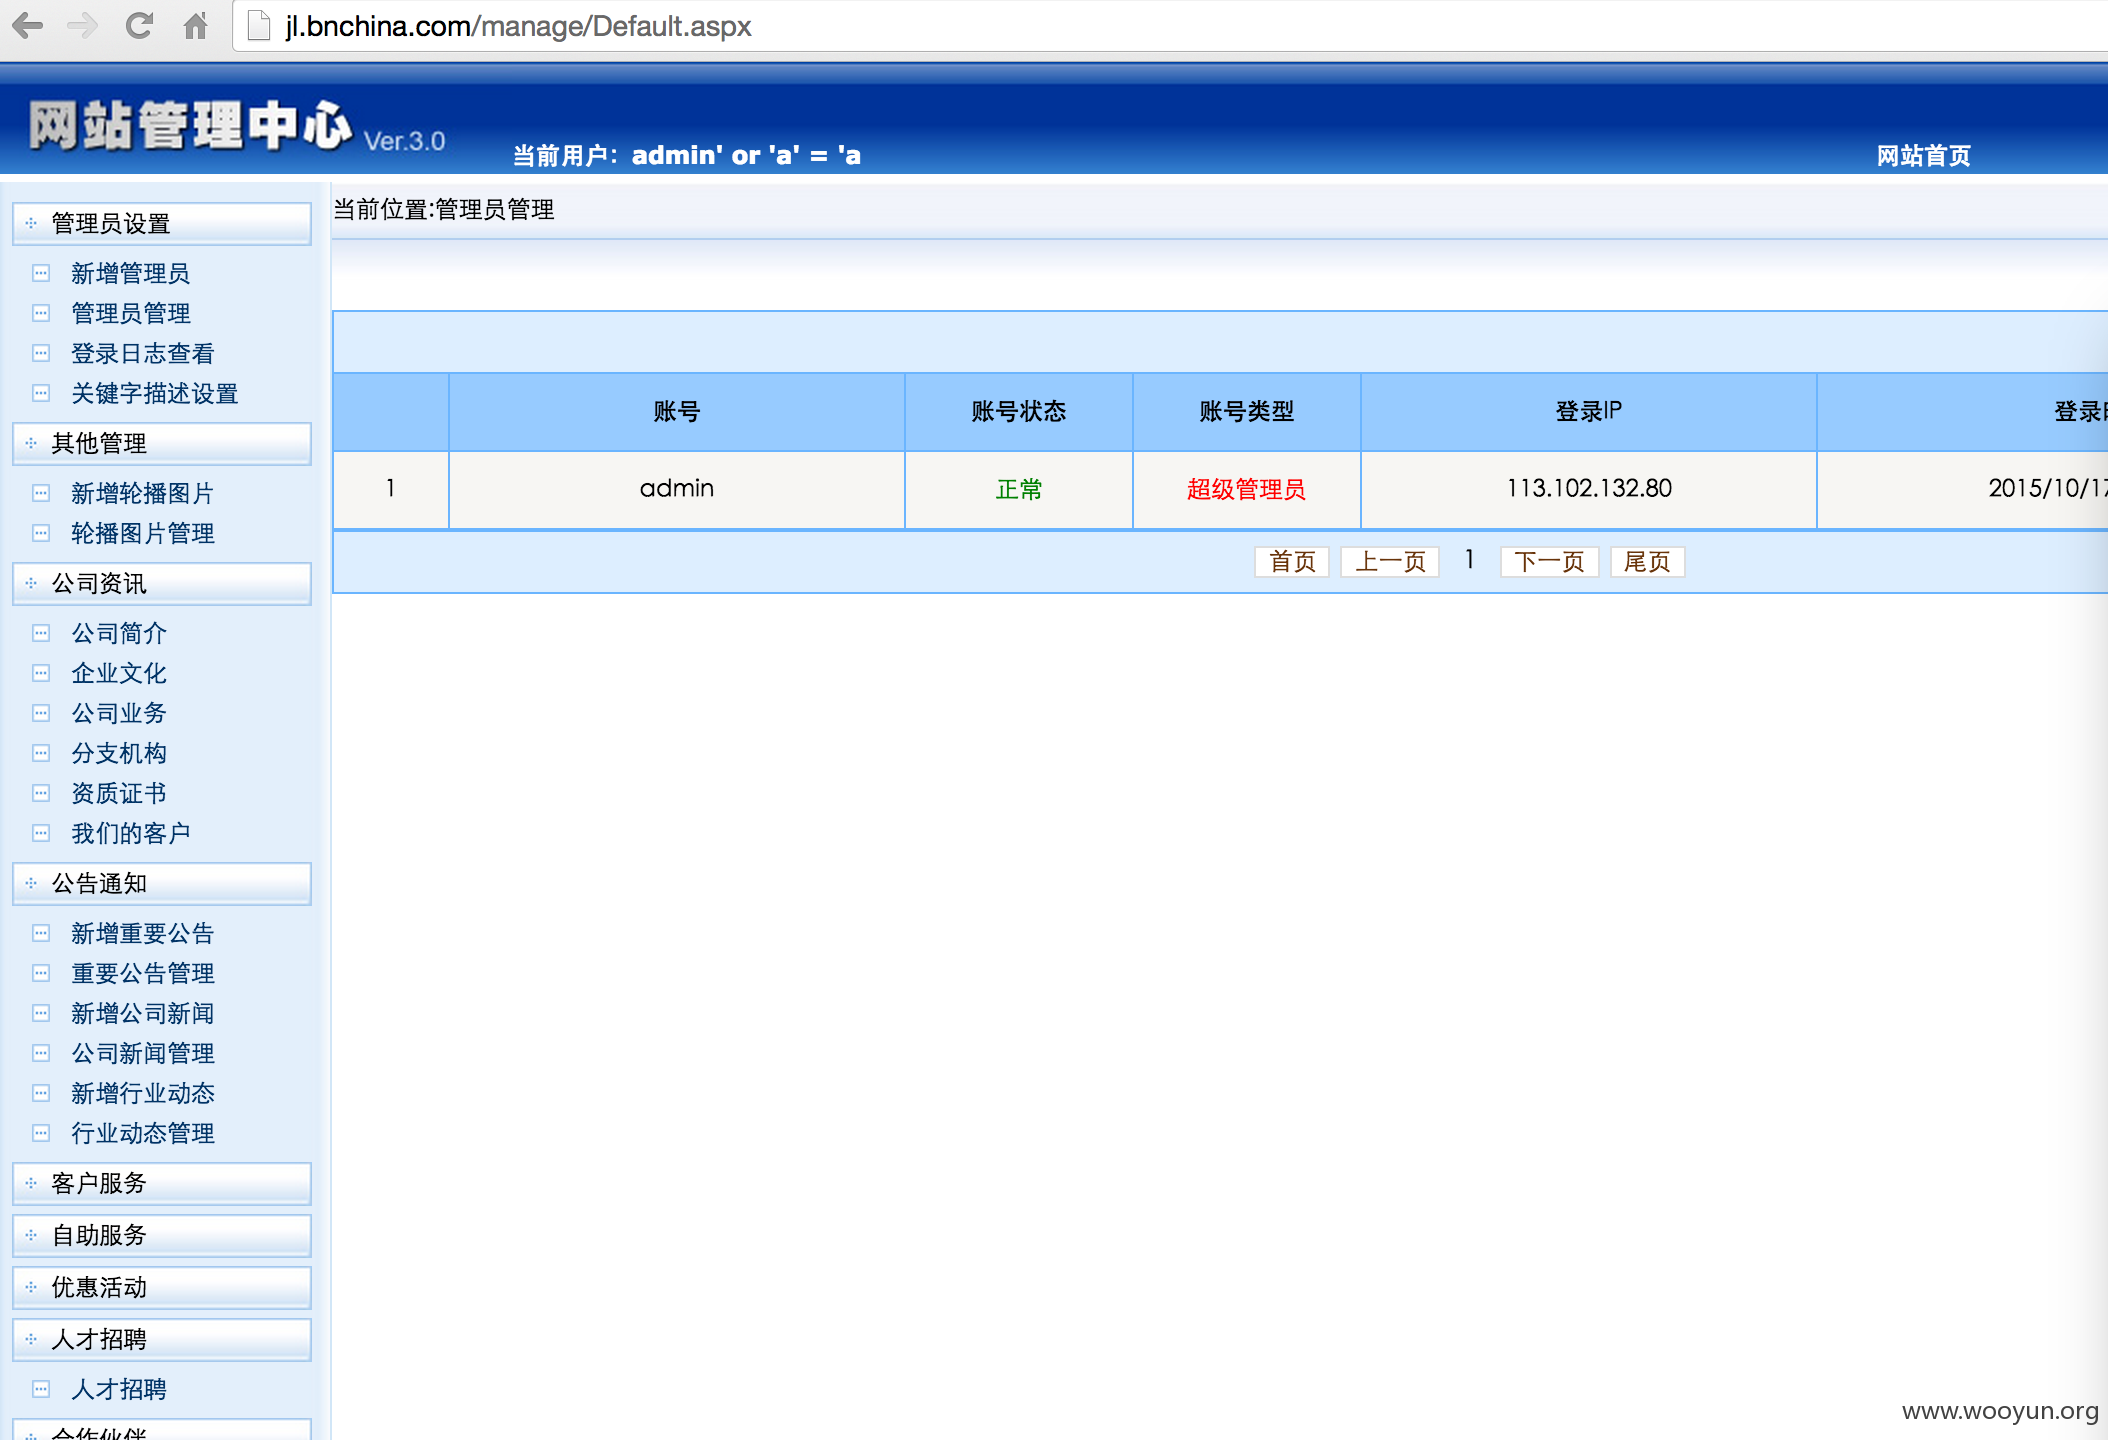 jl.bnchina.com/manage/Default.aspx
网站管理中心 Ver.3.0
当前用户：admin' or 'a' = 'a
网站首页
管理员设置
新增管理员
管理员管理
登录日志查看
关键字描述设置
其他管理
新增轮播图片
轮播图片管理
公司资讯
公司简介
企业文化
公司业务
分支机构
资质证书
我们的客户
公告通知
新增重要公告
重要公告管理
新增公司新闻
公司新闻管理
新增行业动态
行业动态管理
客户服务
自助服务
优惠活动
人才招聘
人才招聘
合作伙伴
当前位置:管理员管理
账号 账号状态 账号类型 登录IP 登录
1 admin 正常 超级管理员 113.102.132.80 2015/10/17
首页 上一页 1 下一页 尾页
www.wooyun.org